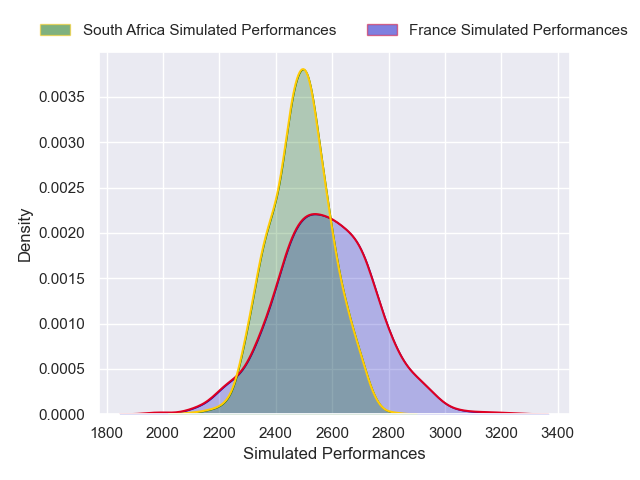 South Africa Simulated Performances
France Simulated Performances
Density
0.0035
0.0030
0.0025
0.0020
0.0015
0.0010
0.0005
0.0000
1800 2000 2200 2400 2600 2800 3000 3200 3400
Simulated Performances